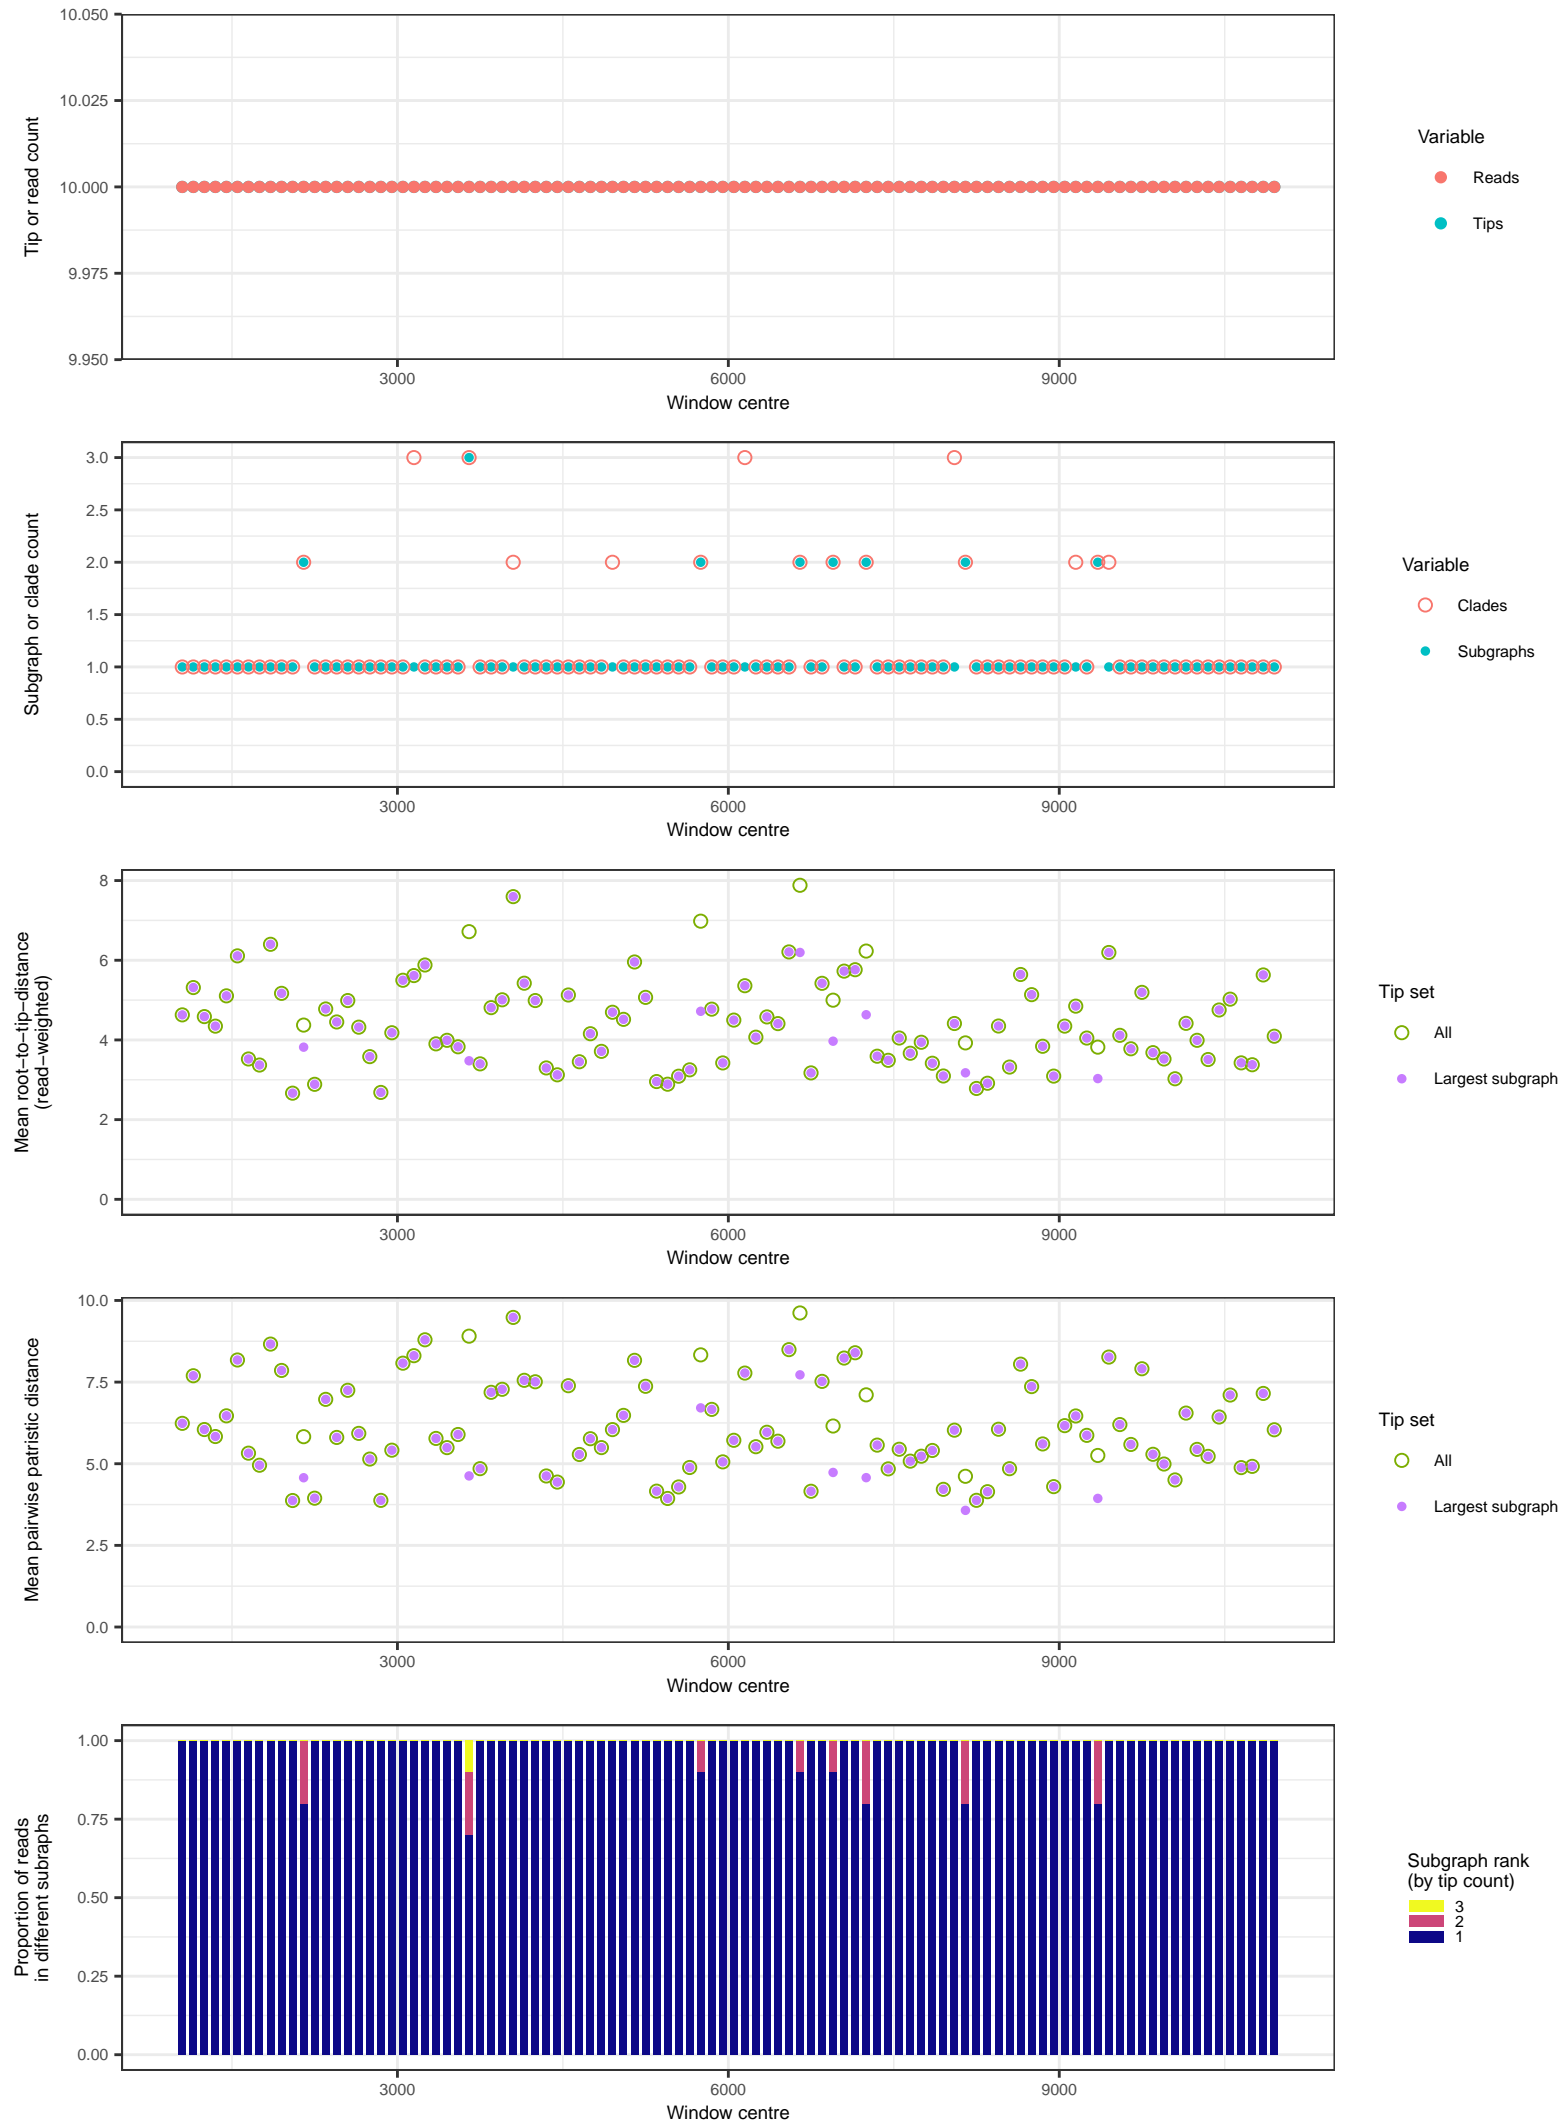 10.050
10.025
10.000
9.975
9.950
Tip or read count
3000 6000 9000
Window centre
Variable
Reads
Tips
3.0
2.5
2.0
1.5
1.0
0.5
0.0
Subgraph or clade count
3000 6000 9000
Window centre
Variable
Clades
Subgraphs
8
6
4
2
0
Mean root−to−tip−distance
(read−weighted)
3000 6000 9000
Window centre
Tip set
All
Largest subgraph
10.0
7.5
5.0
2.5
0.0
Mean pairwise patristic distance
3000 6000 9000
Window centre
Tip set
All
Largest subgraph
1.00
0.75
0.50
0.25
0.00
Proportion of reads
in different subraphs
3000 6000 9000
Window centre
Subgraph rank
(by tip count)
3
2
1